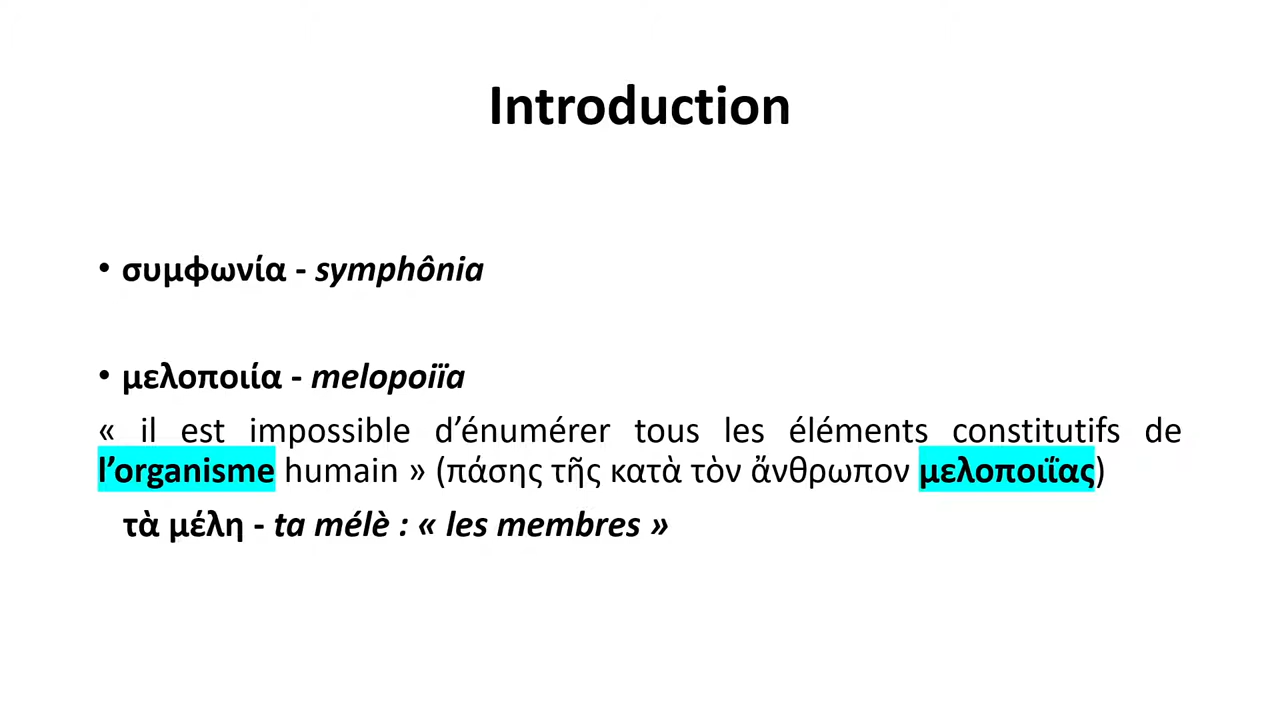 Introduction
• συμφωνία - symphônia
• μελοποιία - melopoiïa
« il est impossible d’énumérer tous les éléments constitutifs de
l’organisme humain » (πάσης τῆς κατὰ τὸν ἄνθρωπον μελοποιΐας)
τὰ μέλη - ta mélè : « les membres »